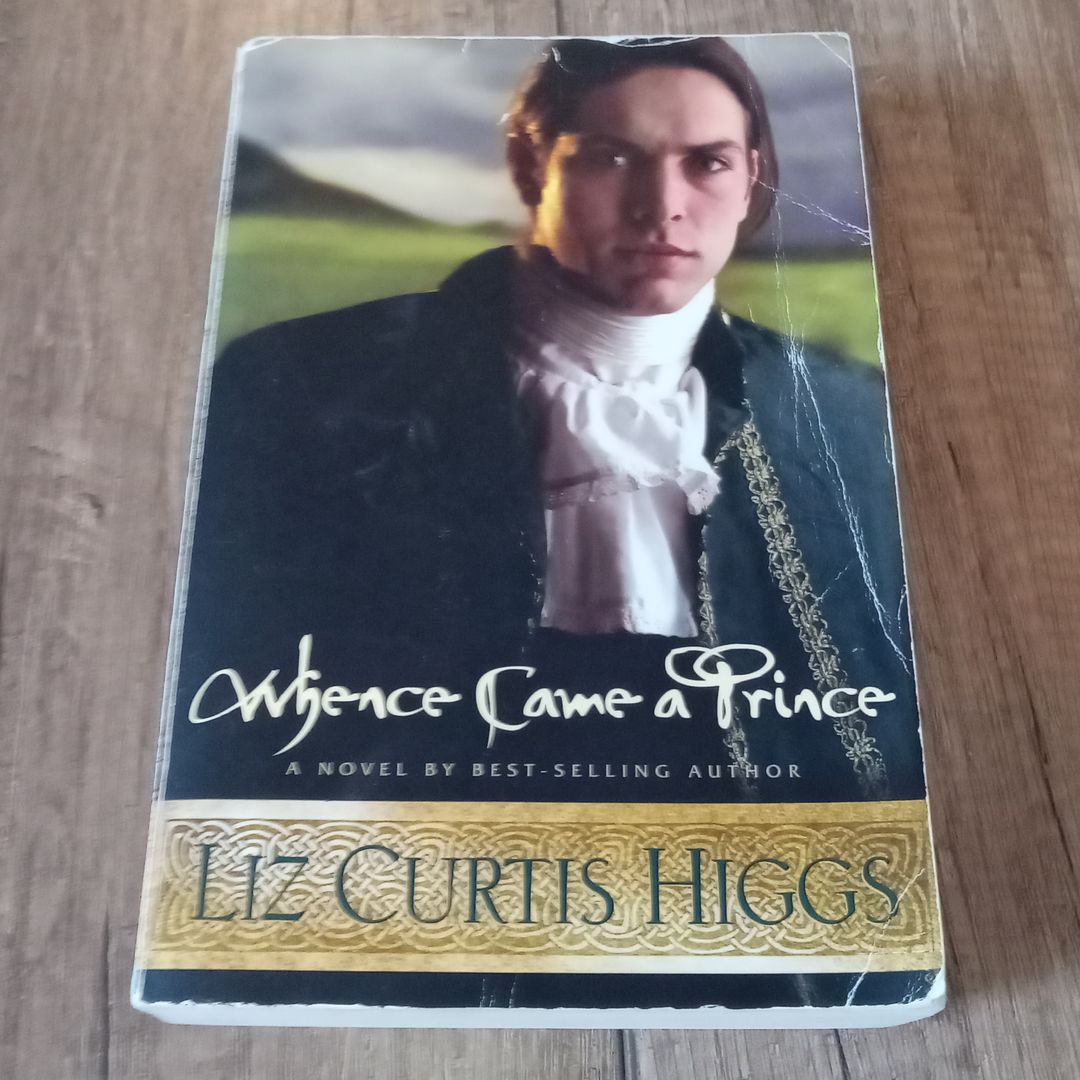 Whence Came a Prince
A NOVEL BY BEST-SELLING AUTHOR
LIZ CURTIS HIGGS